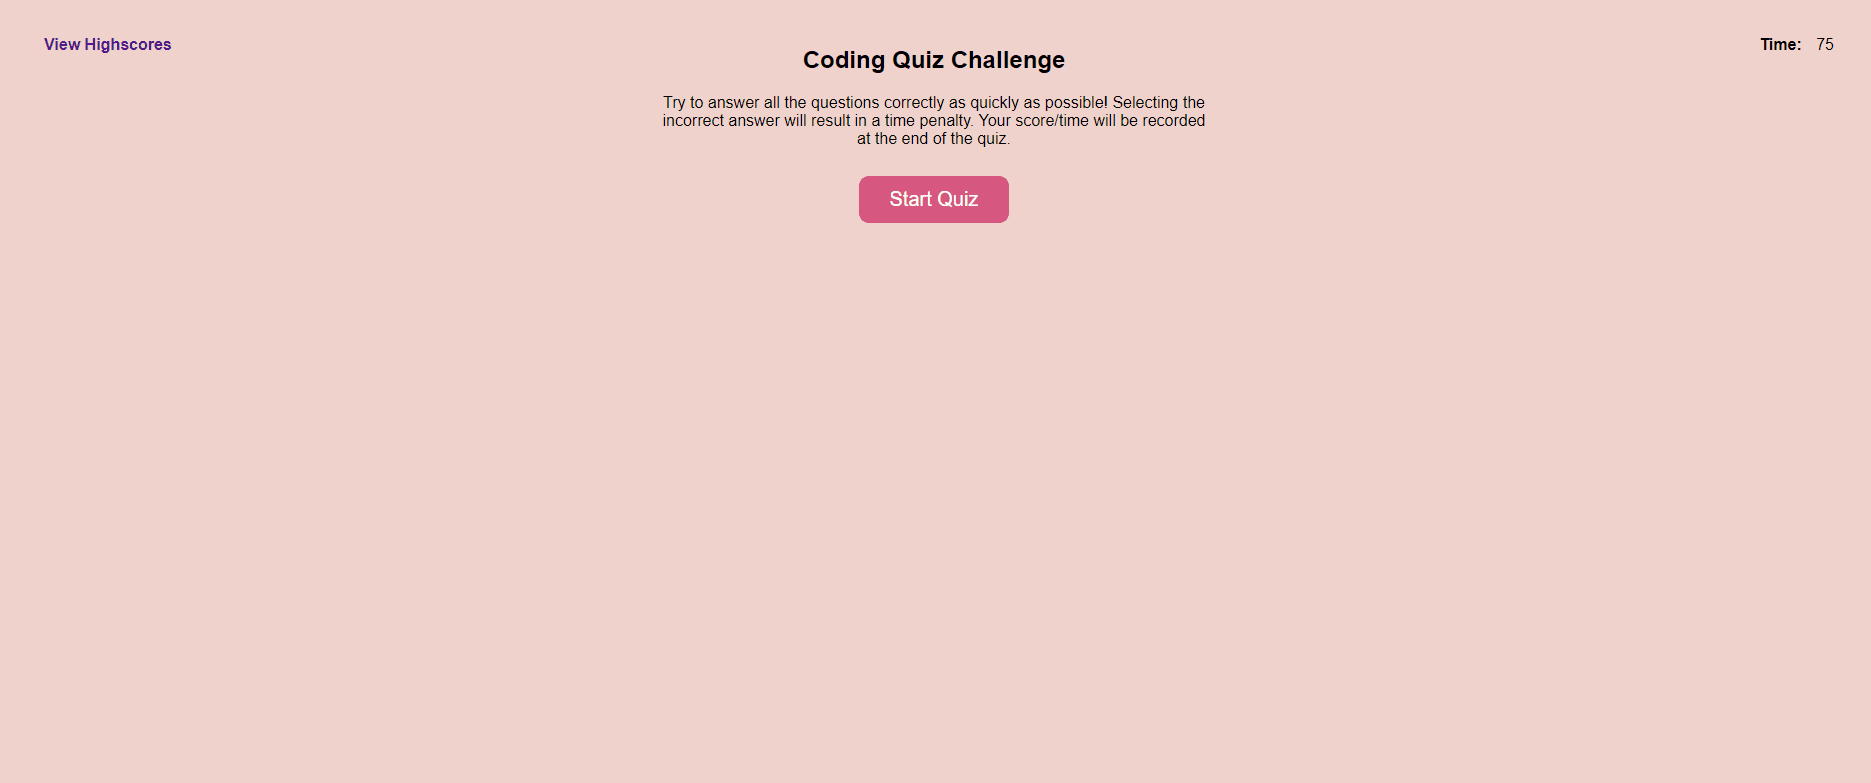 View Highscores
Time: 75
Coding Quiz Challenge
Try to answer all the questions correctly as quickly as possible! Selecting the
incorrect answer will result in a time penalty. Your score/time will be recorded
at the end of the quiz.
Start Quiz